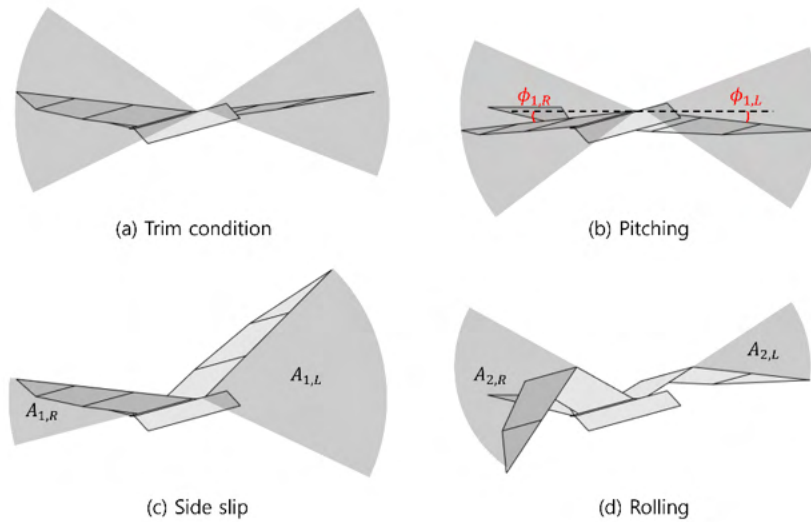 ϕ1,R ϕ1,L
(a) Trim condition (b) Pitching
A1,R A1,L A2,R A2,L
(c) Side slip (d) Rolling